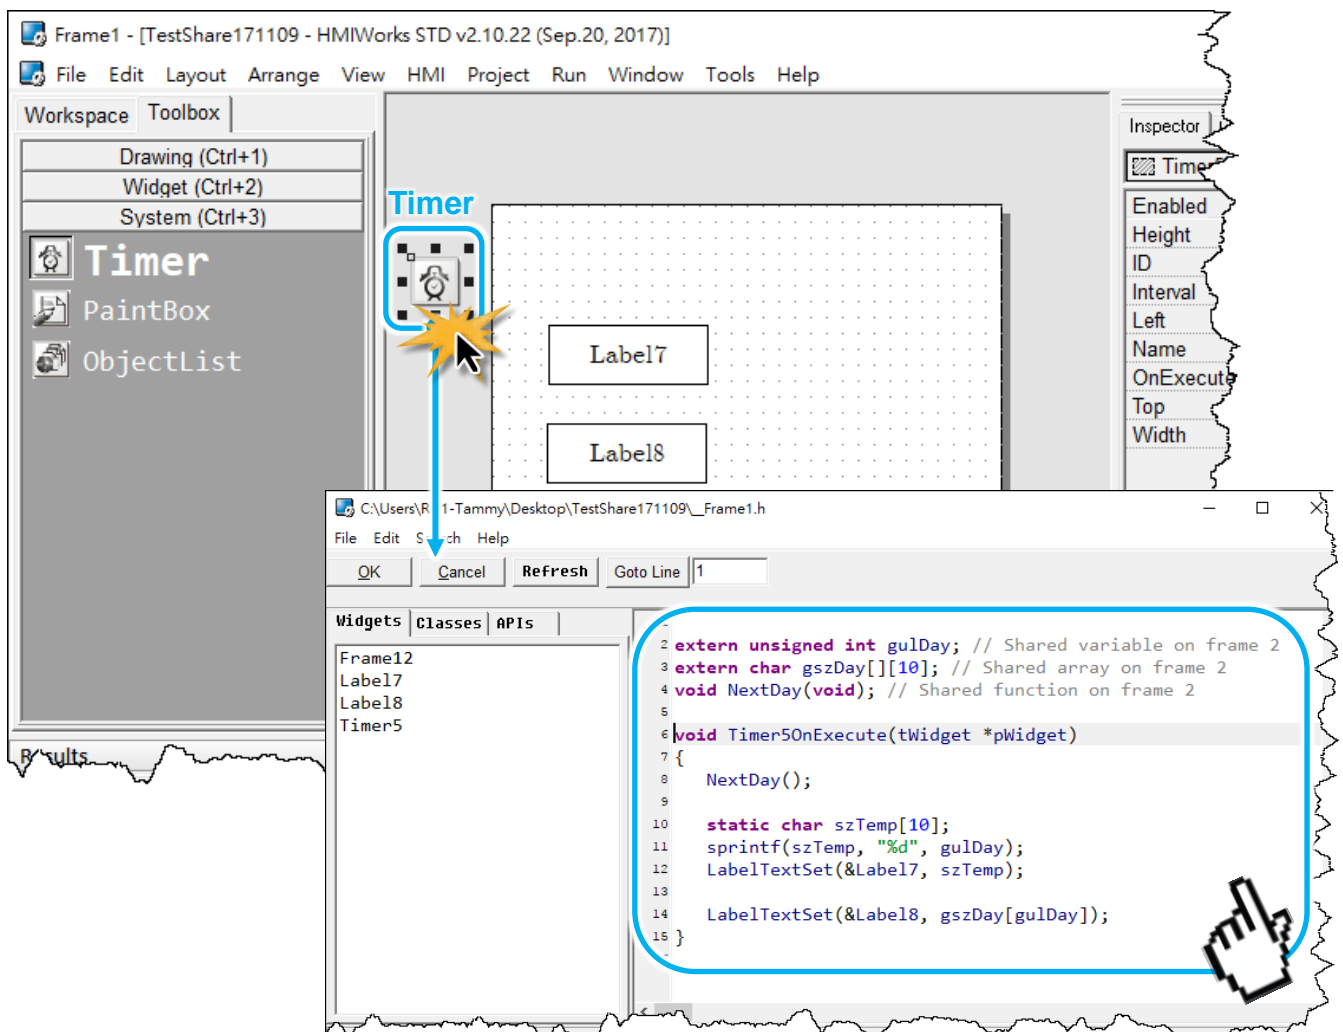 Frame1 - [TestShare171109 - HMIWorks STD v2.10.22 (Sep.20, 2017)]
File Edit Layout Arrange View HMI Project Run Window Tools Help
Workspace Toolbox
Drawing (Ctrl+1)
Widget (Ctrl+2)
System (Ctrl+3)
Timer
PaintBox
ObjectList
Timer
Label7
Label8
Inspector
Enabled
Height
ID
Interval
Left
Name
OnExecute
Top
Width
Results
File Edit Search Help
OK Cancel Refresh Goto Line 1
Widgets Classes APIs
Frame12
Label7
Label8
Timer5
2 extern unsigned int gulDay; // Shared variable on frame 2
3 extern char gszDay[][10]; // Shared array on frame 2
4 void NextDay(void); // Shared function on frame 2
5
6 void Timer5OnExecute(tWidget *pWidget)
7 {
8 NextDay();
9
10 static char szTemp[10];
11 sprintf(szTemp, "%d", gulDay);
12 LabelTextSet(&Label7, szTemp);
13
14 LabelTextSet(&Label8, gszDay[gulDay]);
15 }